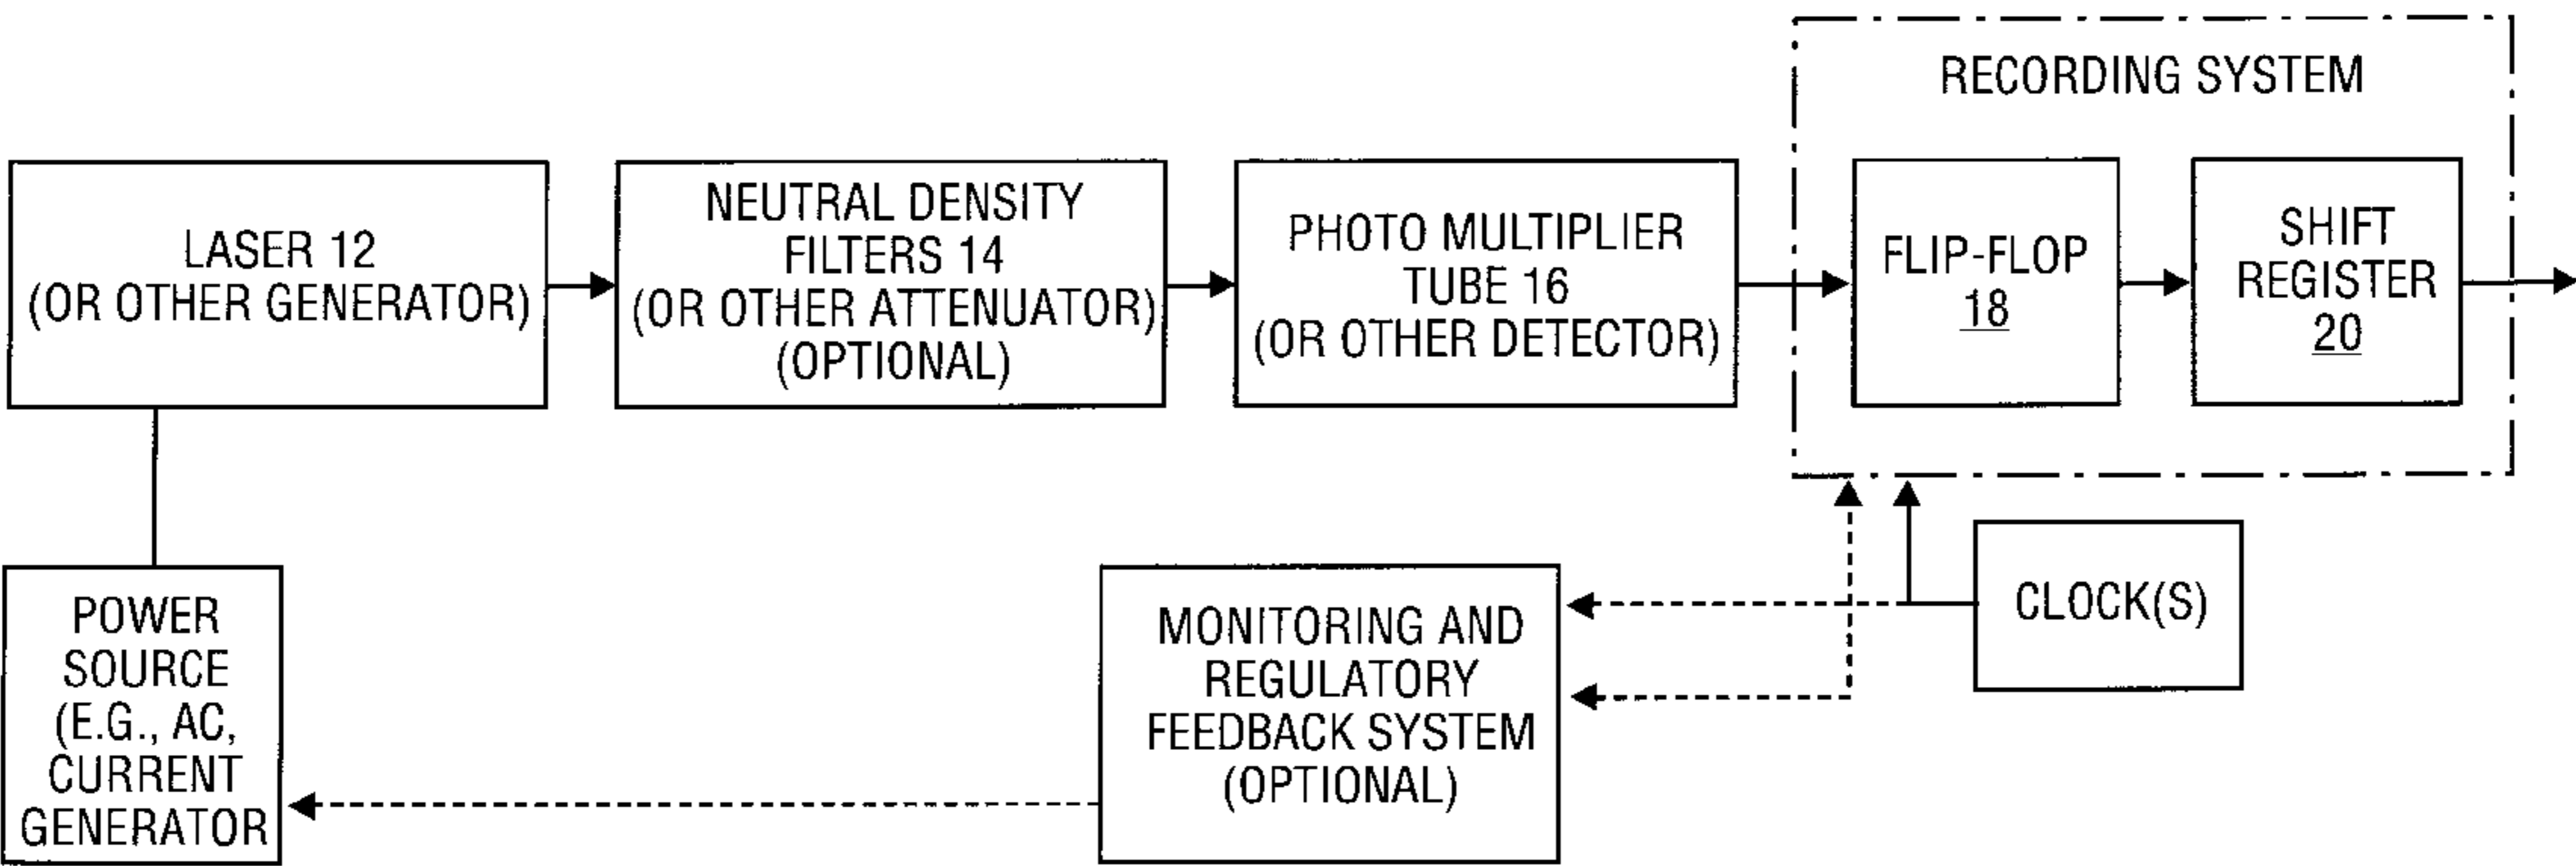 RECORDING SYSTEM
LASER 12
(OR OTHER GENERATOR)
NEUTRAL DENSITY
FILTERS 14
(OR OTHER ATTENUATOR)
(OPTIONAL)
PHOTO MULTIPLIER
TUBE 16
(OR OTHER DETECTOR)
FLIP-FLOP
18
SHIFT
REGISTER
20
POWER
SOURCE
(E.G., AC,
CURRENT
GENERATOR
MONITORING AND
REGULATORY
FEEDBACK SYSTEM
(OPTIONAL)
CLOCK(S)